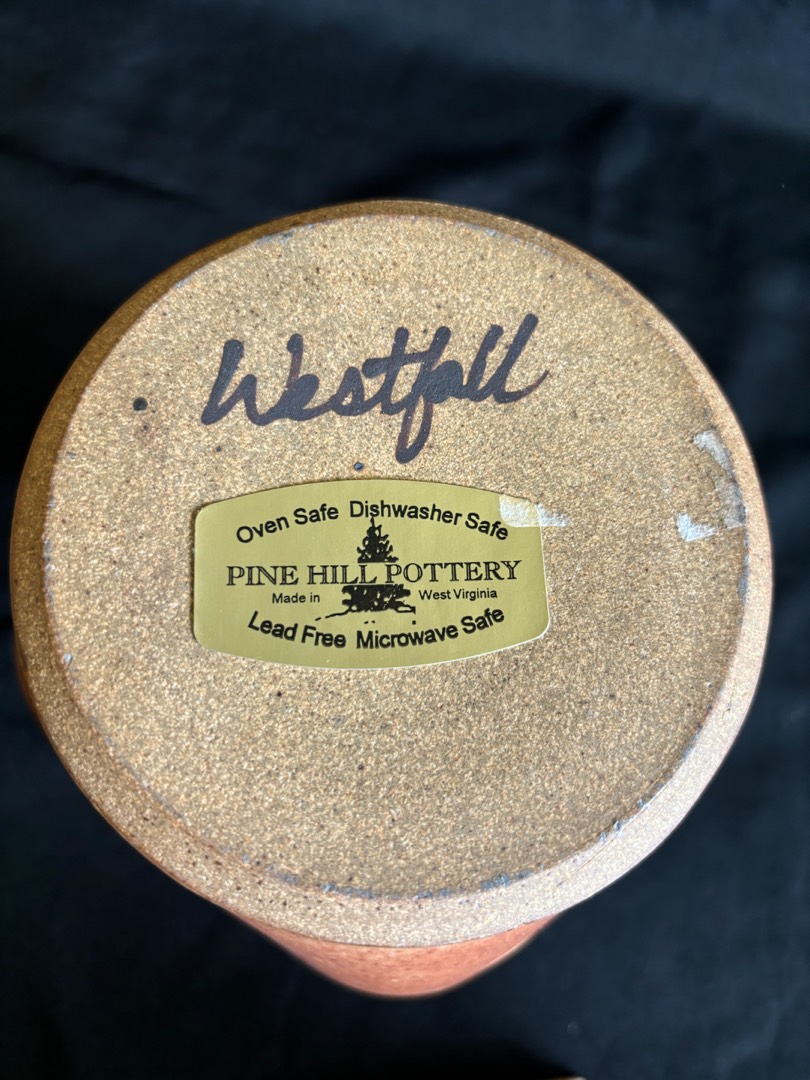 Westfall
Oven Safe Dishwasher Safe
PINE HILL POTTERY
Made in West Virginia
Lead Free Microwave Safe